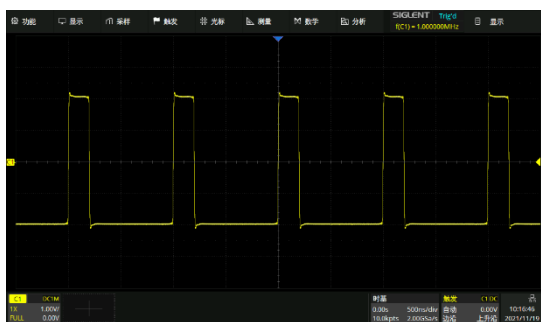 功能 显示 采样 触发 光标 测量 M 数学 分析 SIGLENT Trig'd 显示
f(C1) = 1.000000MHz
C1
C1 DC1M
1X 1.00V/
FULL 0.00V
时基
0.00s 500ns/div
10.0kpts 2.00GSa/s
触发 C1 DC
自动 0.00V
边沿 上升沿
10:16:46
2021/11/19